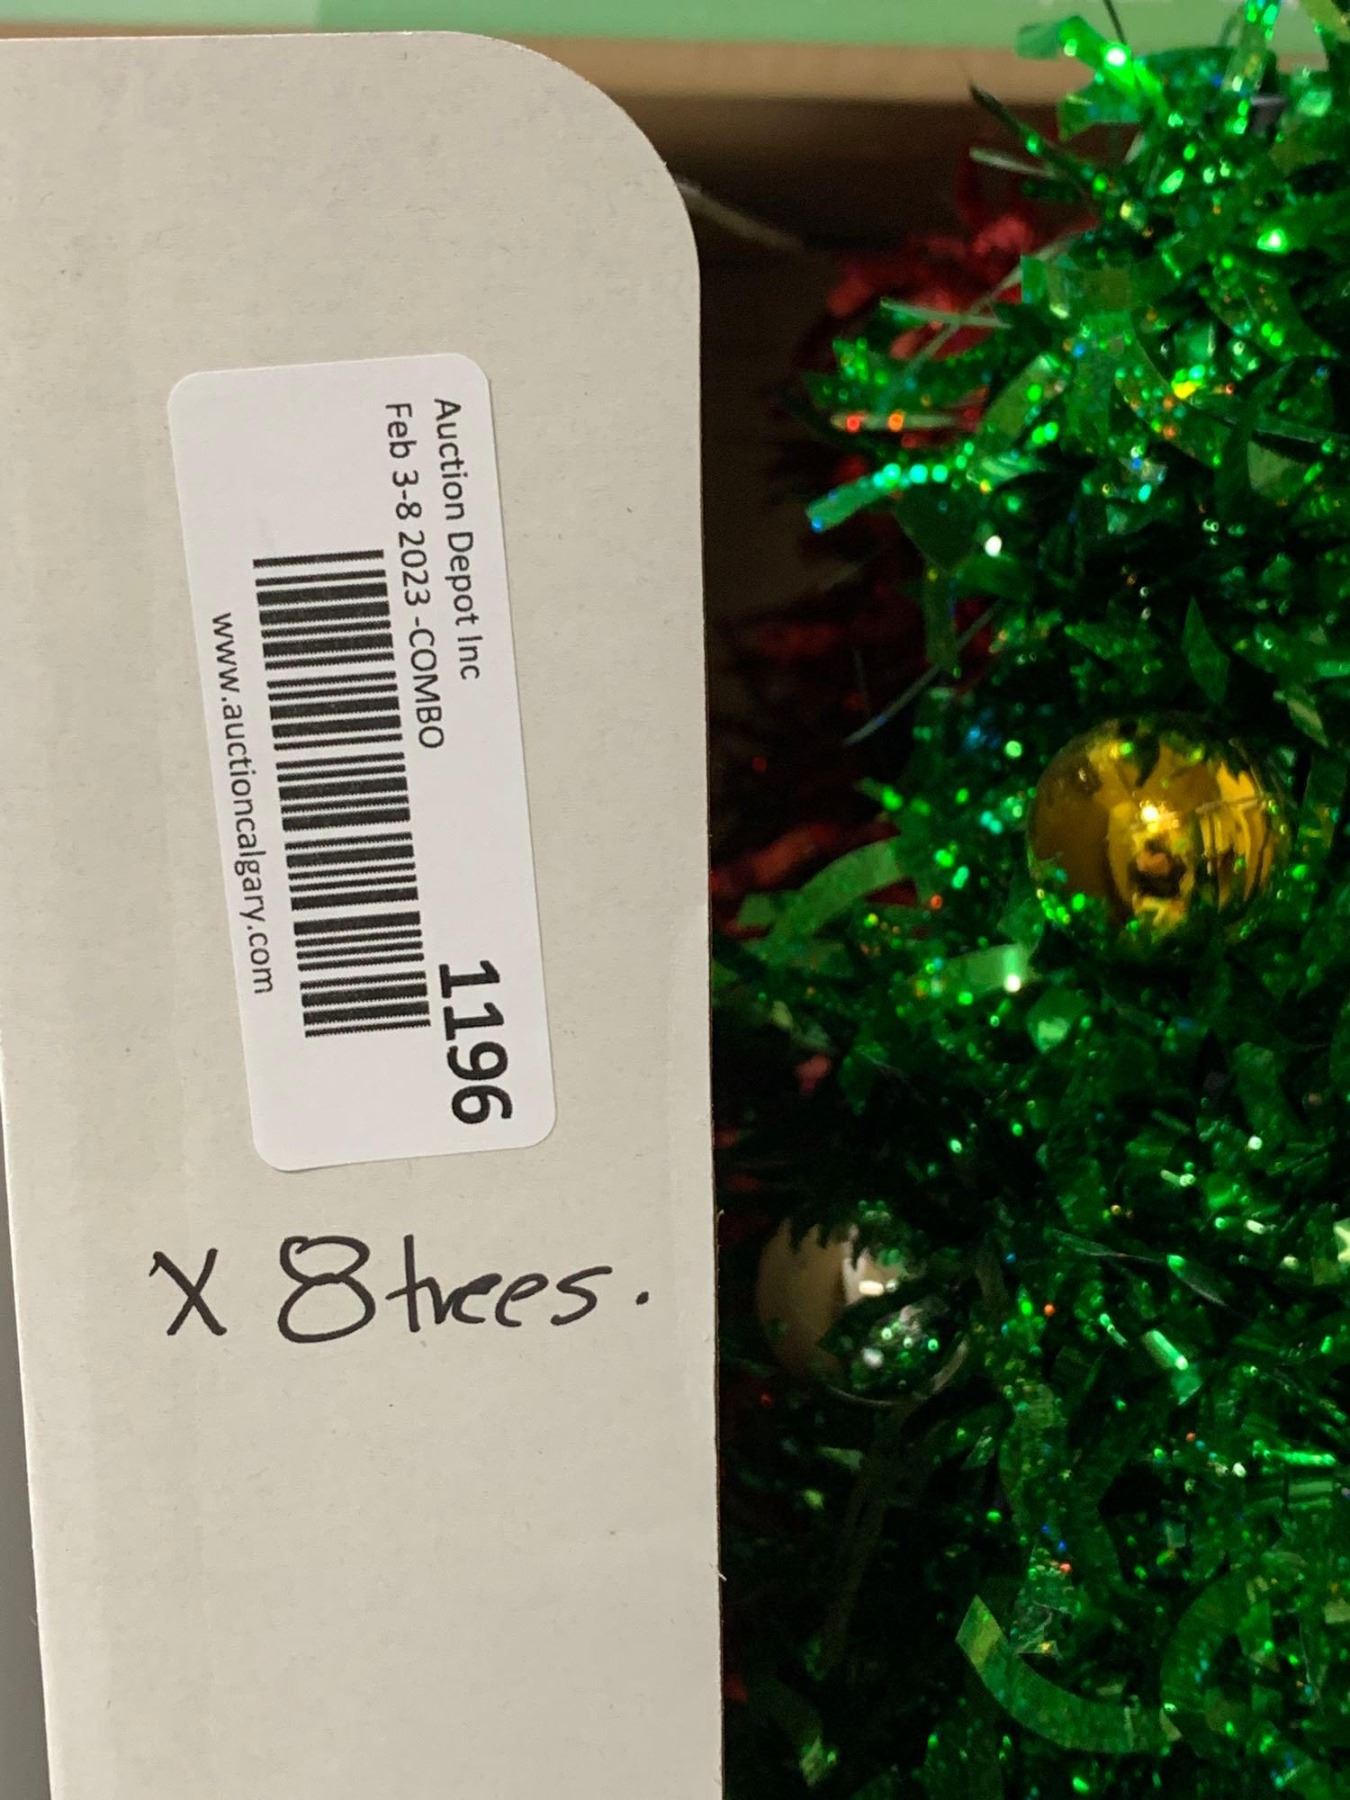 Auction Depot Inc
Feb 3-8 2023 -COMBO
1196
www.auctioncalgary.com
X 8 trees.